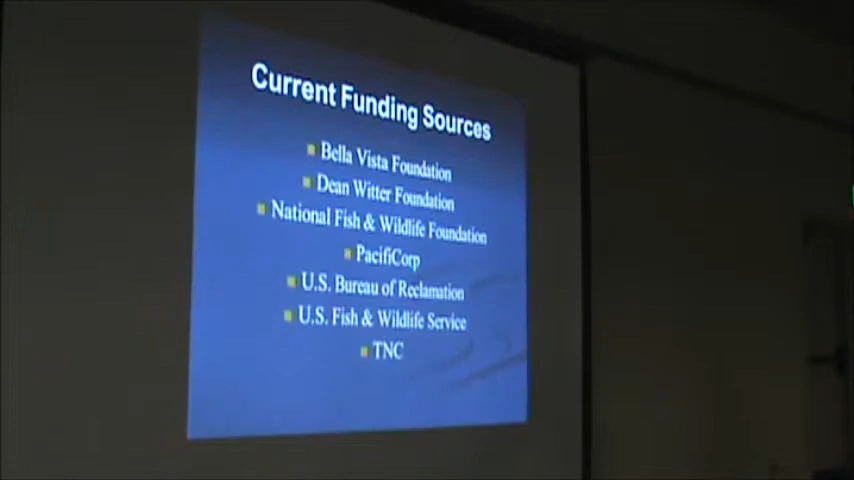 Current Funding Sources
Bella Vista Foundation
Dean Witter Foundation
National Fish & Wildlife Foundation
PacifiCorp
U.S. Bureau of Reclamation
U.S. Fish & Wildlife Service
TNC